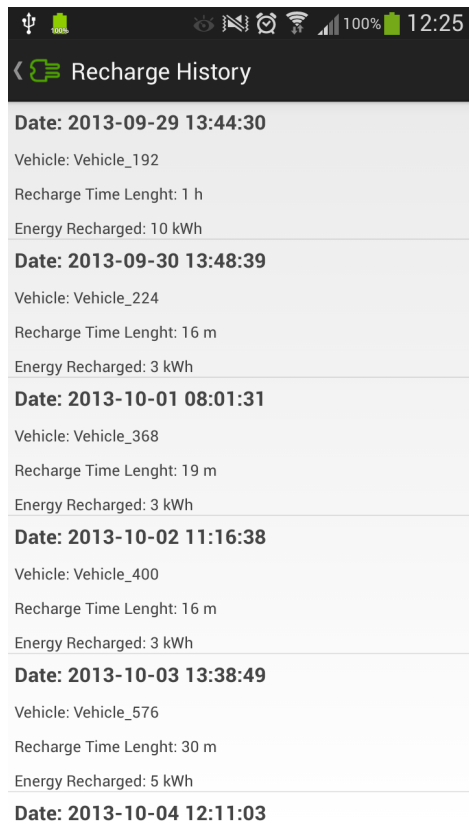 100%
100%
12:25
Recharge History
Date: 2013-09-29 13:44:30
Vehicle: Vehicle_192
Recharge Time Lenght: 1 h
Energy Recharged: 10 kWh
Date: 2013-09-30 13:48:39
Vehicle: Vehicle_224
Recharge Time Lenght: 16 m
Energy Recharged: 3 kWh
Date: 2013-10-01 08:01:31
Vehicle: Vehicle_368
Recharge Time Lenght: 19 m
Energy Recharged: 3 kWh
Date: 2013-10-02 11:16:38
Vehicle: Vehicle_400
Recharge Time Lenght: 16 m
Energy Recharged: 3 kWh
Date: 2013-10-03 13:38:49
Vehicle: Vehicle_576
Recharge Time Lenght: 30 m
Energy Recharged: 5 kWh
Date: 2013-10-04 12:11:03